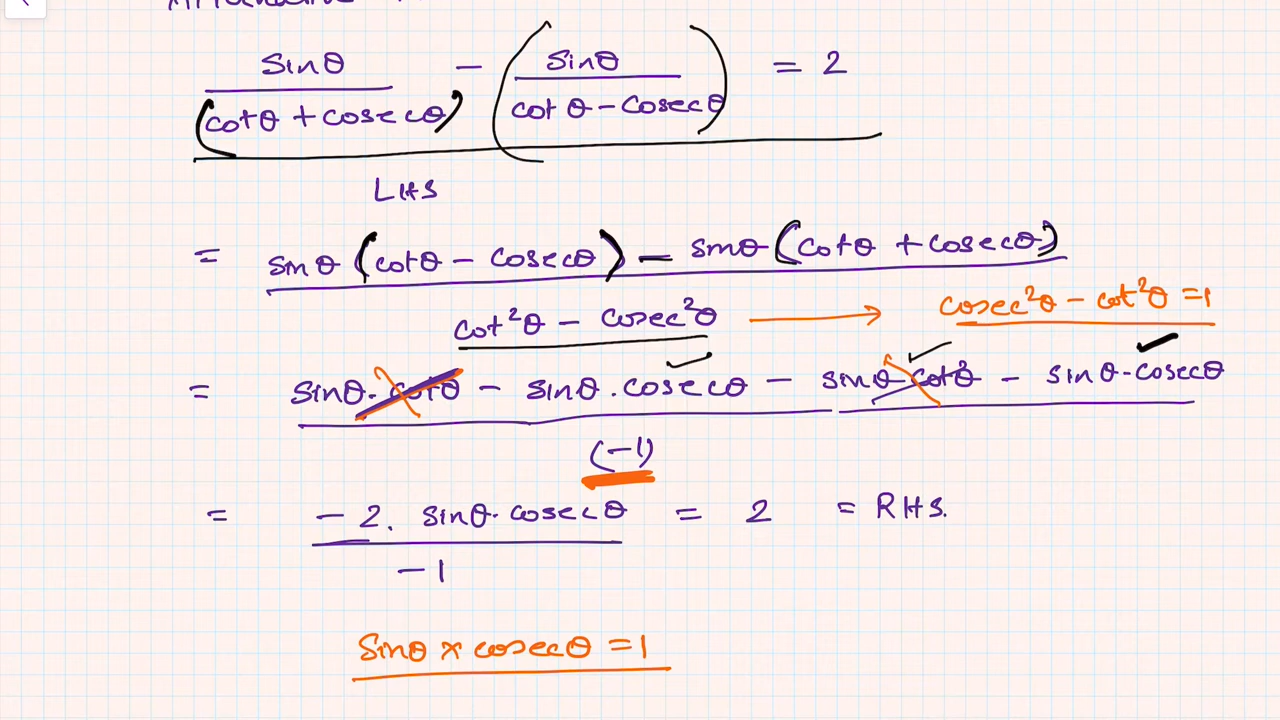 sinθ / (cotθ + cosecθ) − (sinθ / cotθ − cosecθ) = 2
LHS
= sinθ (cotθ − cosecθ) − sinθ (cotθ + cosecθ)
cot²θ − cosec²θ → cosec²θ − cot²θ = 1
= sinθ·cotθ − sinθ.cosecθ − sinθ cotθ − sinθ·cosecθ
(−1)
= −2. sinθ·cosecθ / −1 = 2 = RHS.
sinθ × cosecθ = 1